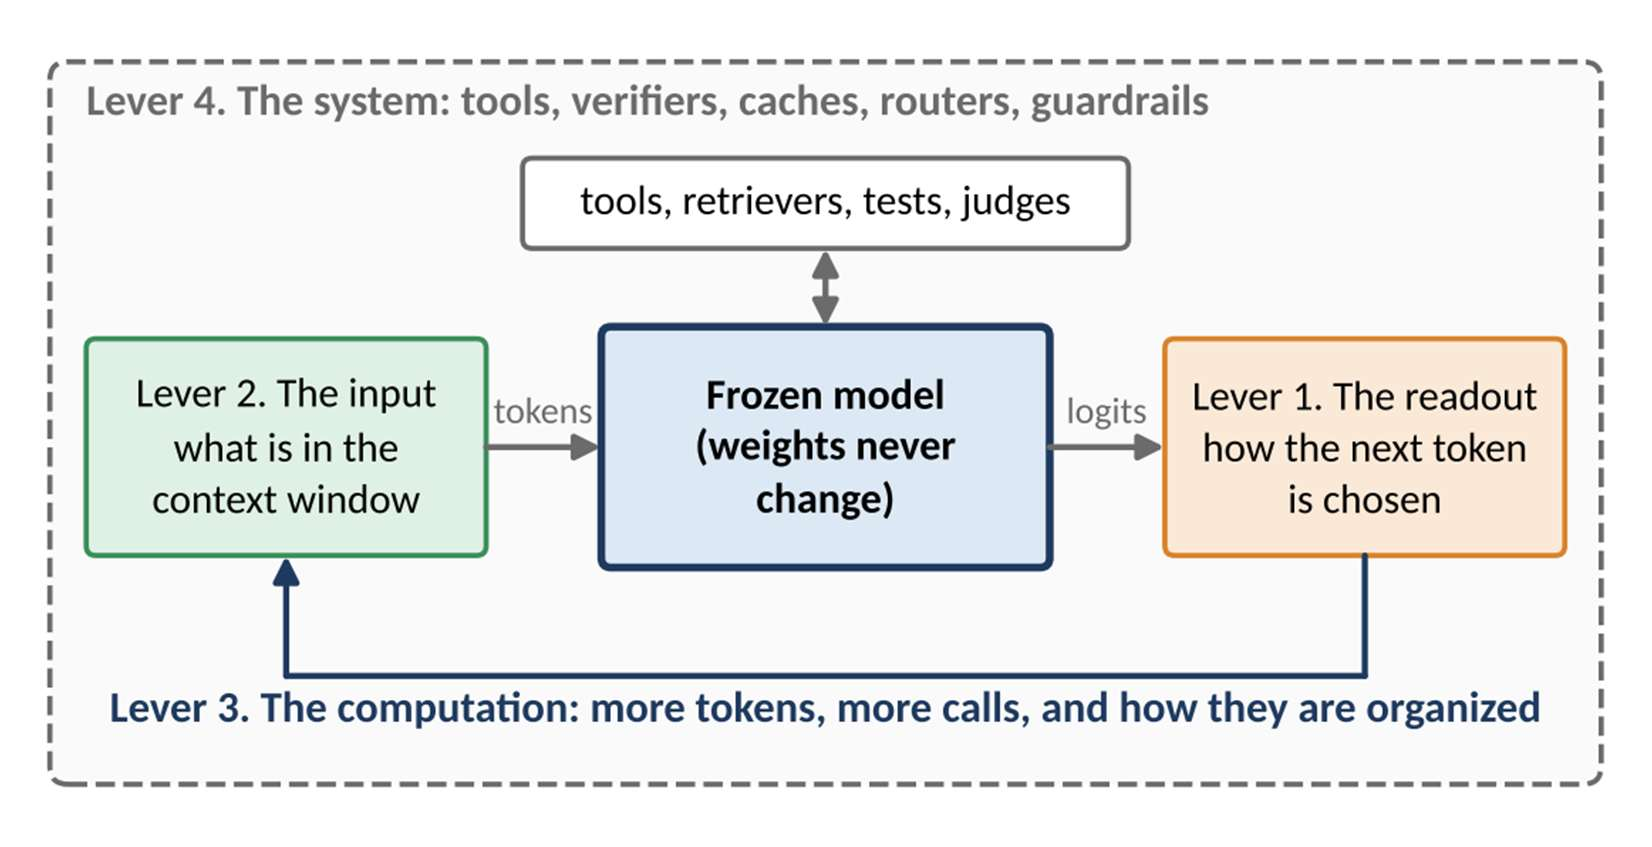 Lever 4. The system: tools, verifiers, caches, routers, guardrails
tools, retrievers, tests, judges
Lever 2. The input
what is in the
context window
tokens
Frozen model
(weights never
change)
logits
Lever 1. The readout
how the next token
is chosen
Lever 3. The computation: more tokens, more calls, and how they are organized